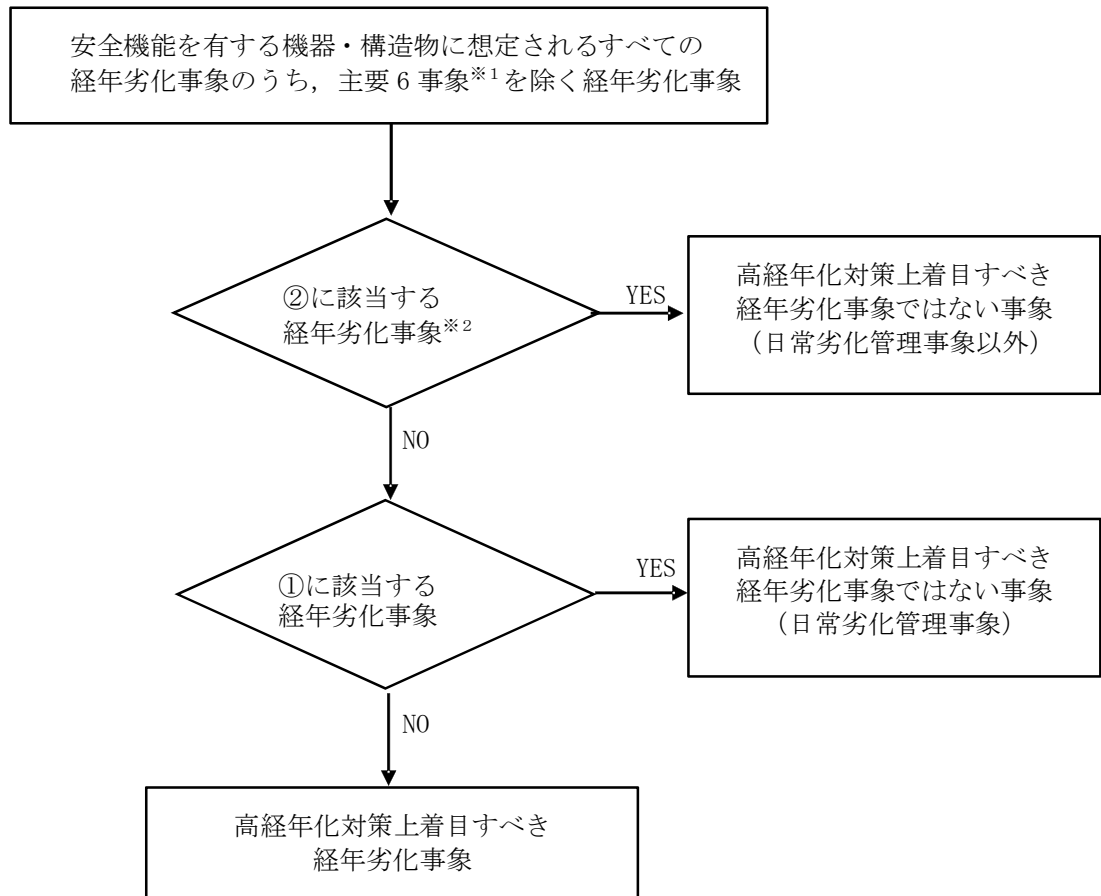 安全機能を有する機器・構造物に想定されるすべての
経年劣化事象のうち，主要6事象※1を除く経年劣化事象
②に該当する
経年劣化事象※2
YES
高経年化対策上着目すべき
経年劣化事象ではない事象
（日常劣化管理事象以外）
NO
①に該当する
経年劣化事象
YES
高経年化対策上着目すべき
経年劣化事象ではない事象
（日常劣化管理事象）
NO
高経年化対策上着目すべき
経年劣化事象